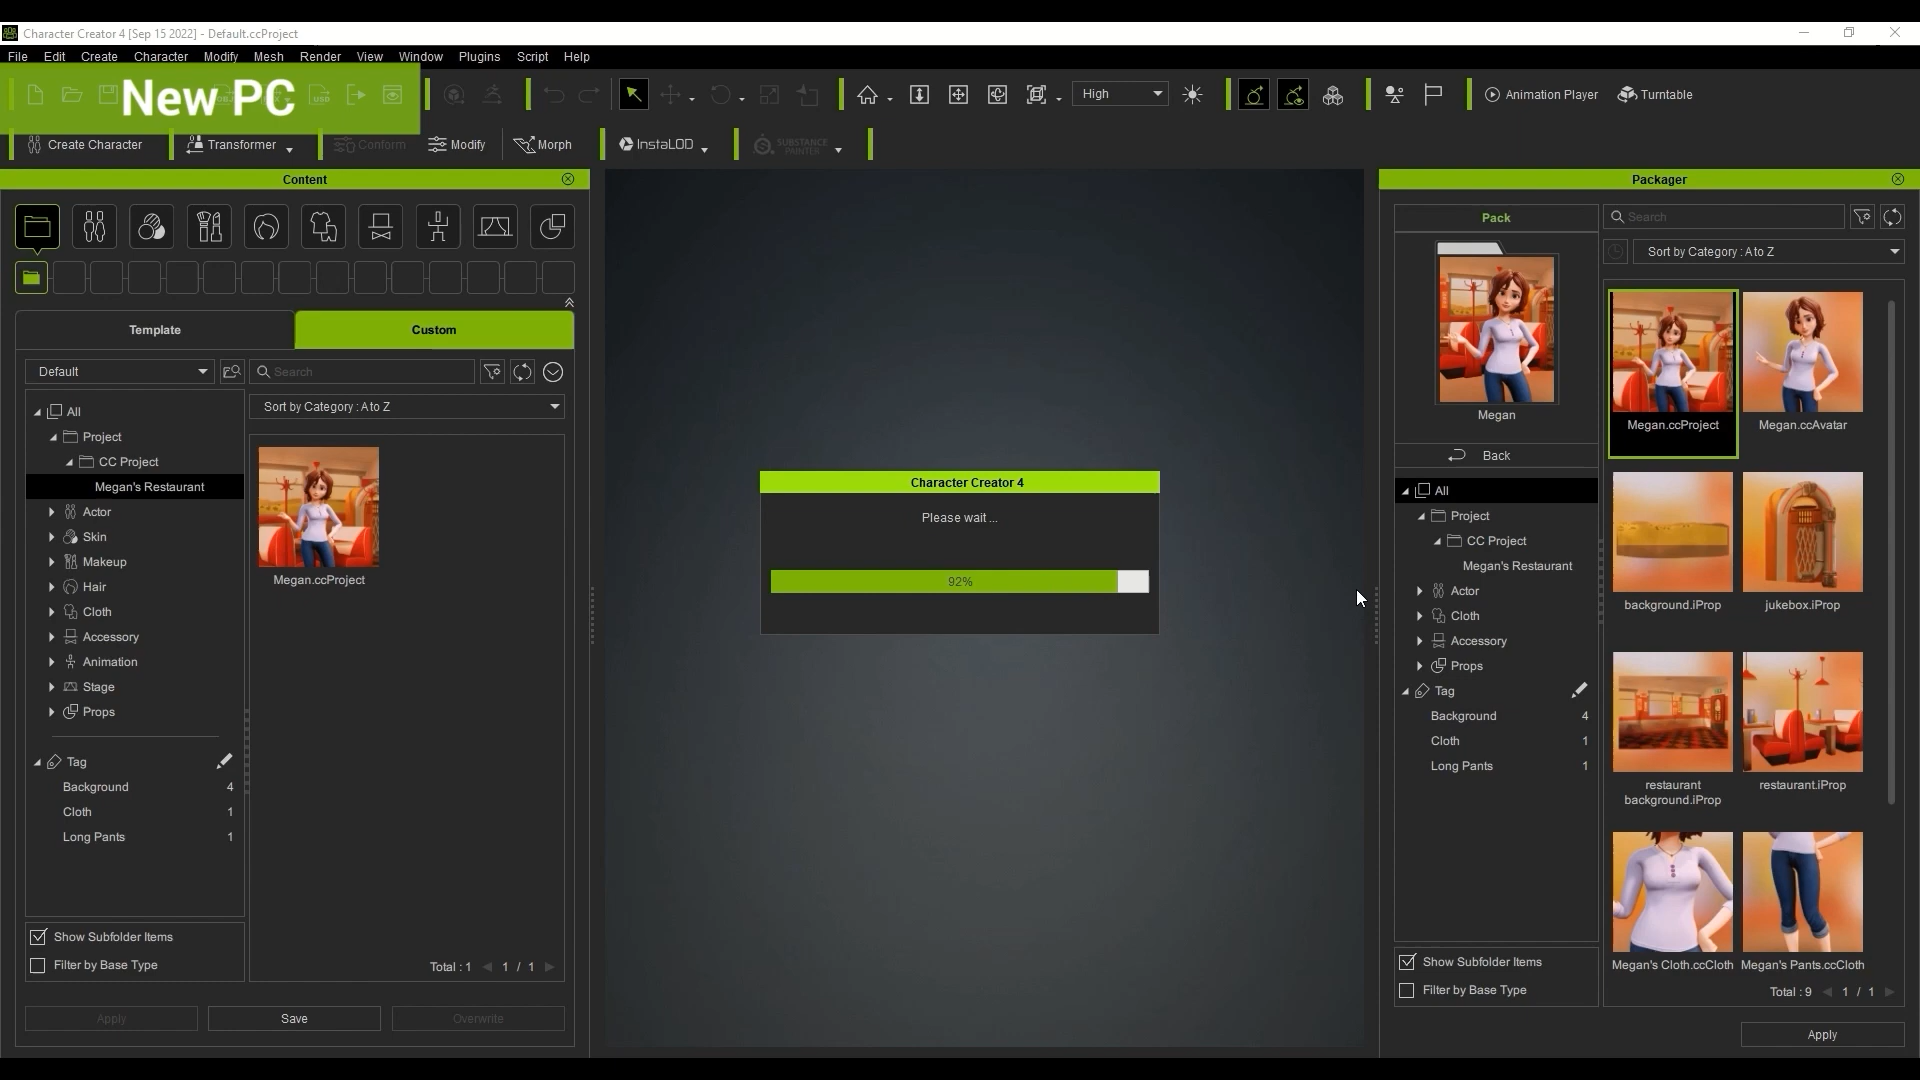 Character Creator 4 [Sep 15 2022] - Default.ccProject
File Edit Create Character Modify Mesh Render View Window Plugins Script Help
New PC
High
Animation Player
Turntable
Create Character
Transformer
Conform
Modify
Morph
InstaLOD
SUBSTANCE
PAINTER
Content
Template
Custom
Default
Search
Sort by Category : A to Z
All
Project
CC Project
Megan's Restaurant
Actor
Skin
Makeup
Hair
Cloth
Accessory
Animation
Stage
Props
Tag
Background 4
Cloth 1
Long Pants 1
Megan.ccProject
Show Subfolder Items
Filter by Base Type
Total : 1 1 / 1
Apply
Save
Overwrite
Character Creator 4
Please wait ...
92%
Packager
Pack
Megan
Back
All
Project
CC Project
Megan's Restaurant
Actor
Cloth
Accessory
Props
Tag
Background 4
Cloth 1
Long Pants 1
Show Subfolder Items
Filter by Base Type
Search
Sort by Category : A to Z
Megan.ccProject
Megan.ccAvatar
background.iProp
jukebox.iProp
restaurant
background.iProp
restaurant.iProp
Megan's Cloth.ccCloth
Megan's Pants.ccCloth
Total : 9 1 / 1
Apply